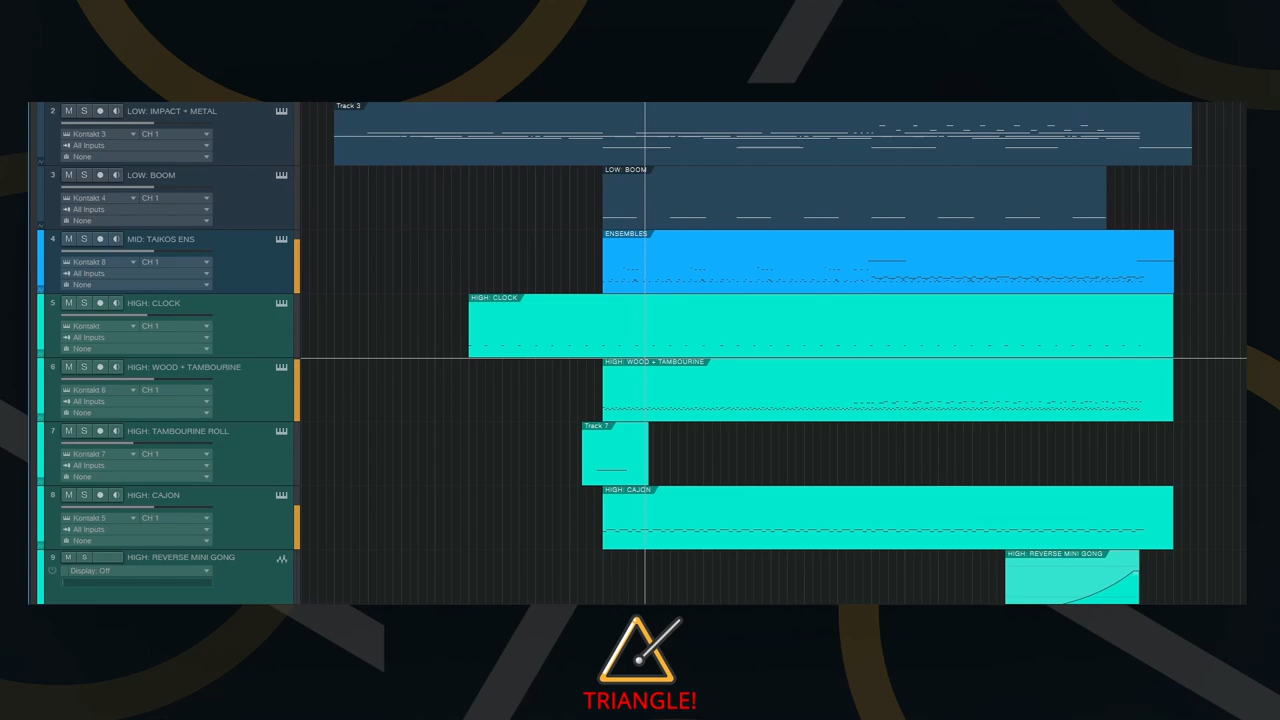 Track 3
2 M S LOW: IMPACT + METAL
Kontakt 3 CH 1
All Inputs
None
LOW: BOOM
3 M S LOW: BOOM
Kontakt 4 CH 1
All Inputs
None
ENSEMBLES
4 M S MID: TAIKOS ENS
Kontakt 8 CH 1
All Inputs
None
HIGH: CLOCK
5 M S HIGH: CLOCK
Kontakt CH 1
All Inputs
None
HIGH: WOOD + TAMBOURINE
6 M S HIGH: WOOD + TAMBOURINE
Kontakt 6 CH 1
All Inputs
None
Track 7
7 M S HIGH: TAMBOURINE ROLL
Kontakt 7 CH 1
All Inputs
None
HIGH: CAJON
8 M S HIGH: CAJON
Kontakt 5 CH 1
All Inputs
None
HIGH: REVERSE MINI GONG
9 M S HIGH: REVERSE MINI GONG
Display: Off
TRIANGLE!